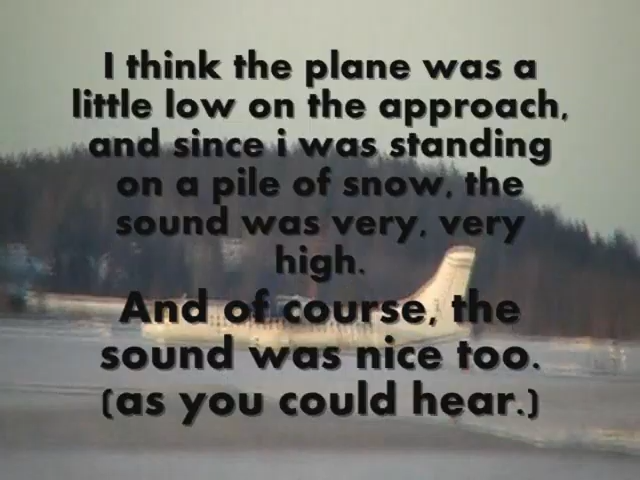 I think the plane was a
little low on the approach,
and since i was standing
on a pile of snow, the
sound was very, very
high.
And of course, the
sound was nice too.
(as you could hear.)